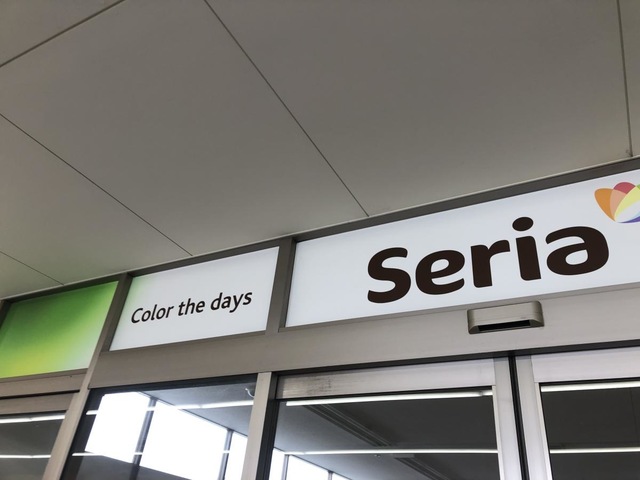 Color the days
Seria